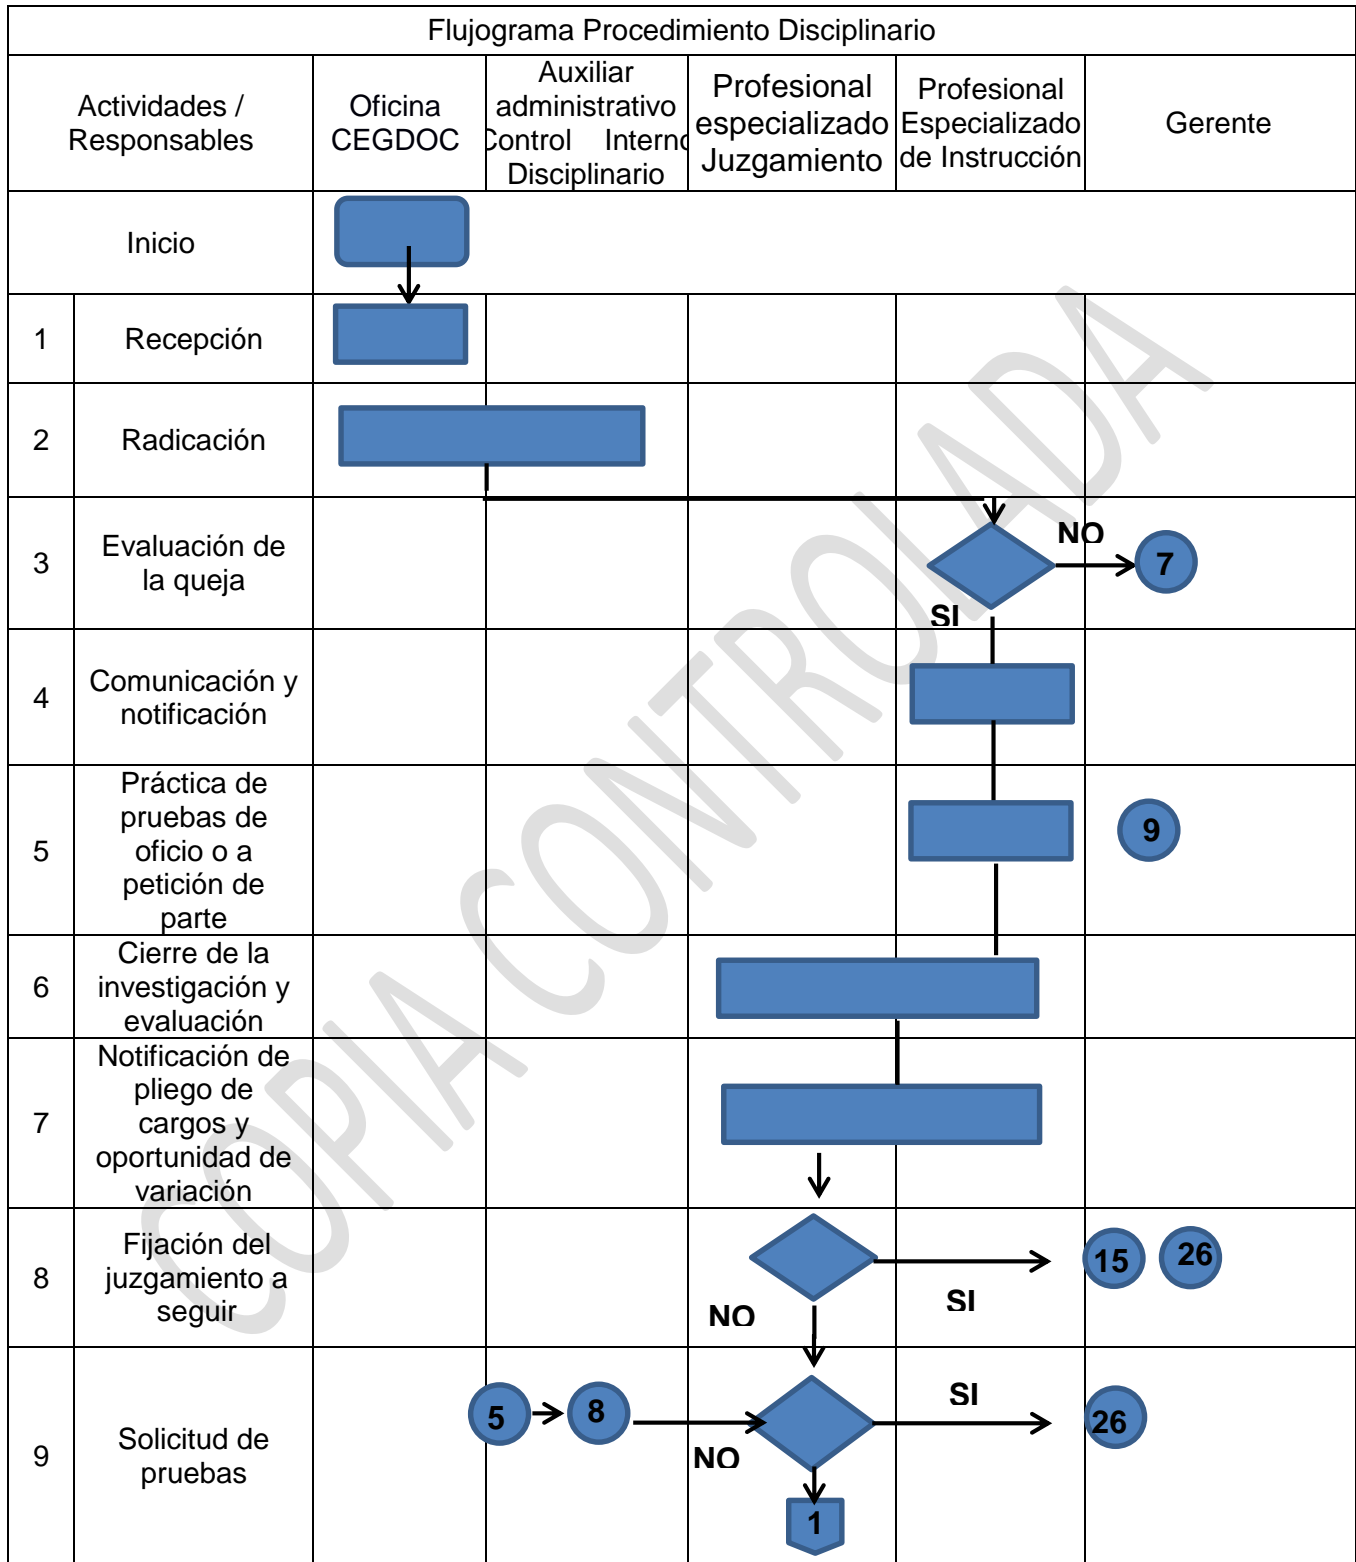 Flujograma Procedimiento Disciplinario
Actividades /
Responsables
Oficina
CEGDOC
Auxiliar
administrativo
Control Interno
Disciplinario
Profesional
especializado
Juzgamiento
Profesional
Especializado
de Instrucción
Gerente
Inicio
1
Recepción
2
Radicación
3
Evaluación de
la queja
NO
7
SI
4
Comunicación y
notificación
5
Práctica de
pruebas de
oficio o a
petición de
parte
9
6
Cierre de la
investigación y
evaluación
7
Notificación de
pliego de
cargos y
oportunidad de
variación
8
Fijación del
juzgamiento a
seguir
NO
SI
15
26
9
Solicitud de
pruebas
5
8
NO
SI
26
1
COPIA CONTROLADA